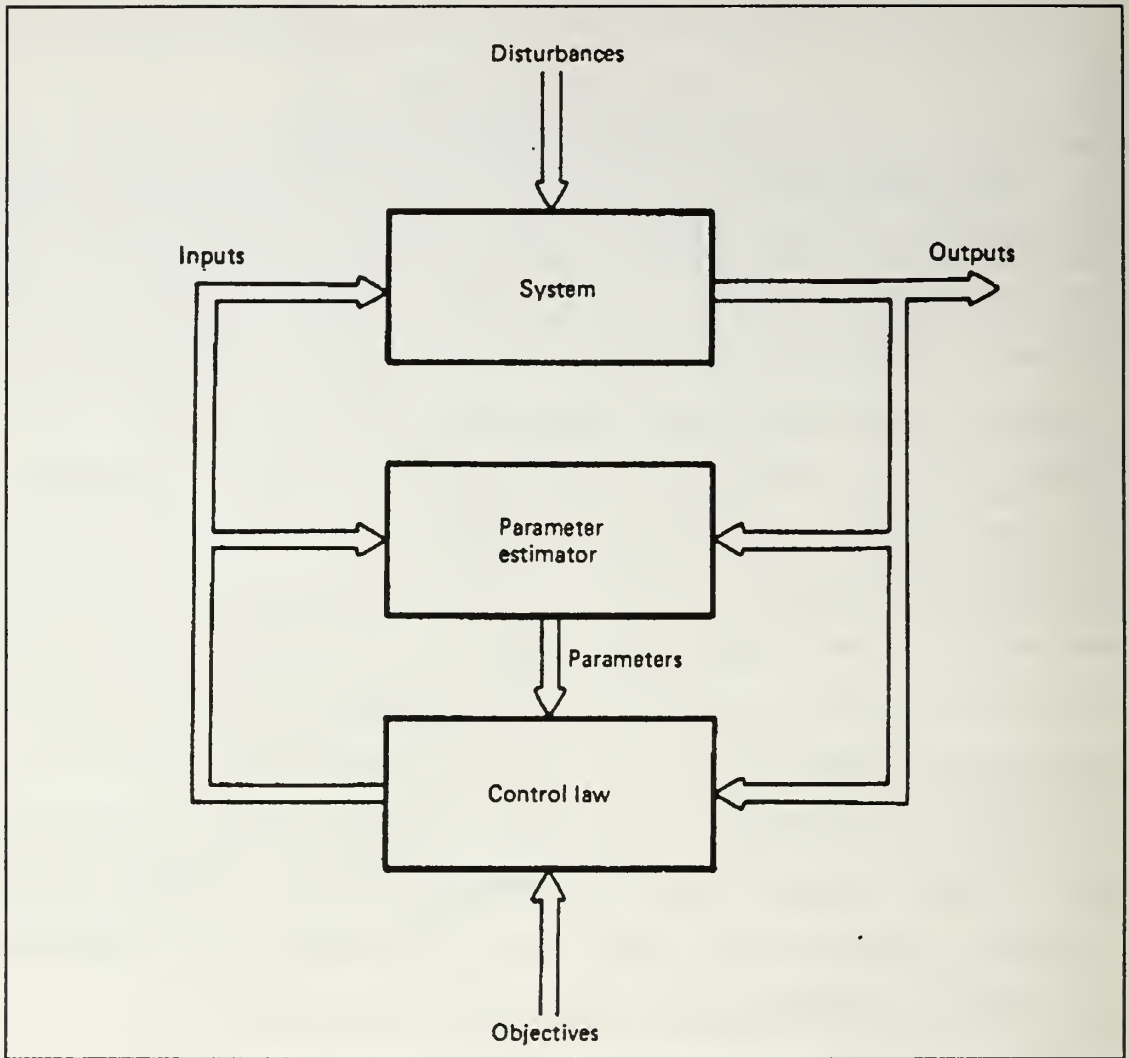 Disturbances
Inputs
System
Outputs
Parameter
estimator
Parameters
Control law
Objectives